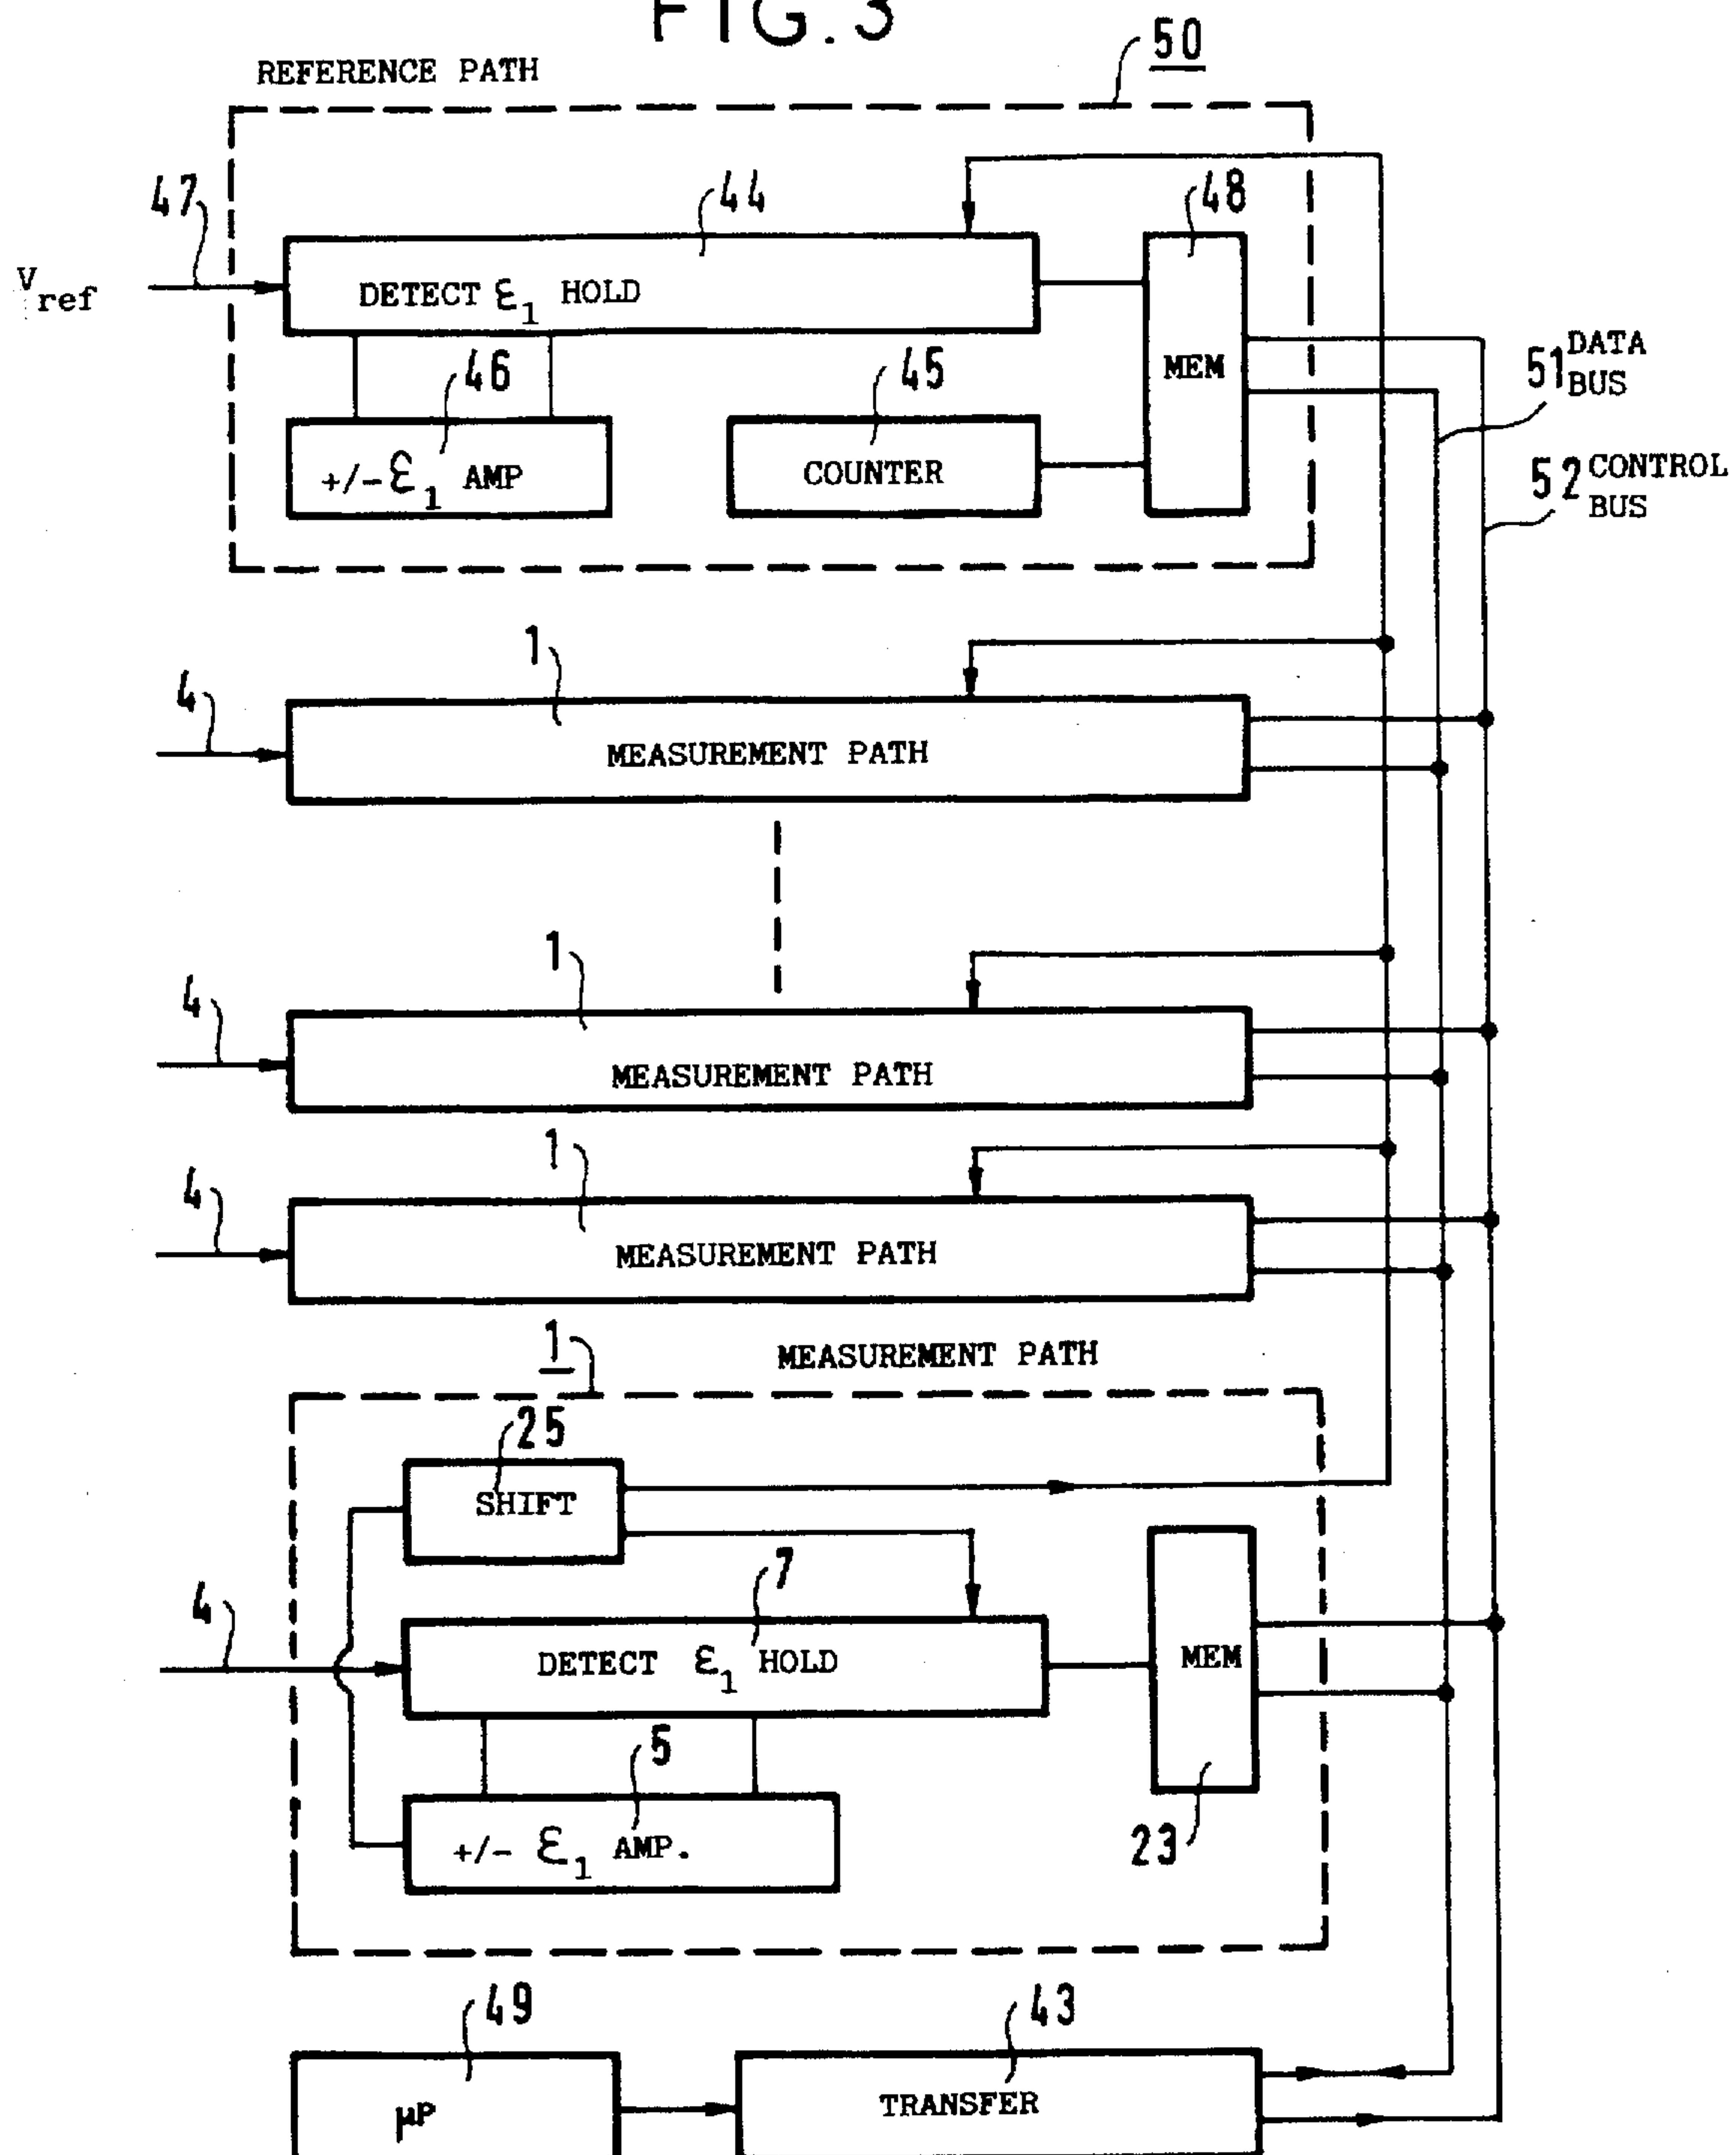 FIG. 3
50
REFERENCE PATH
47
44
48
V ref
DETECT ε1 HOLD
MEM
46
45
51 DATA BUS
+/- ε1 AMP
COUNTER
52 CONTROL BUS
1
4
MEASUREMENT PATH
1
4
MEASUREMENT PATH
1
4
MEASUREMENT PATH
1
MEASUREMENT PATH
25
SHIFT
7
4
DETECT ε1 HOLD
MEM
5
+/- ε1 AMP.
23
49
43
µP
TRANSFER